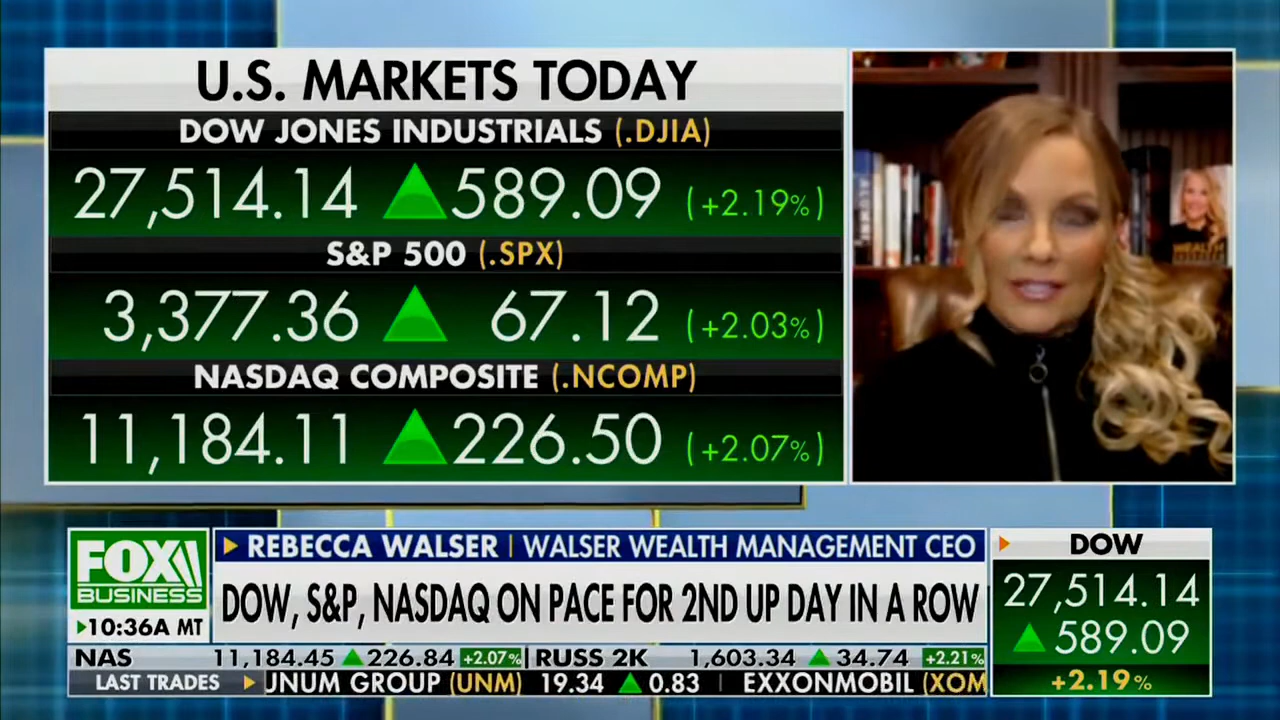 U.S. MARKETS TODAY
DOW JONES INDUSTRIALS (.DJIA)
27,514.14 ▲ 589.09 (+2.19%)
S&P 500 (.SPX)
3,377.36 ▲ 67.12 (+2.03%)
NASDAQ COMPOSITE (.NCOMP)
11,184.11 ▲ 226.50 (+2.07%)
WEALTH
FOX
BUSINESS
10:36A MT
REBECCA WALSER | WALSER WEALTH MANAGEMENT CEO
DOW, S&P, NASDAQ ON PACE FOR 2ND UP DAY IN A ROW
DOW
27,514.14
▲ 589.09
+2.19%
NAS 11,184.45 ▲ 226.84 +2.07% | RUSS 2K 1,603.34 ▲ 34.74 +2.21%
LAST TRADES UNUM GROUP (UNM) 19.34 ▲ 0.83 | EXXONMOBIL (XOM